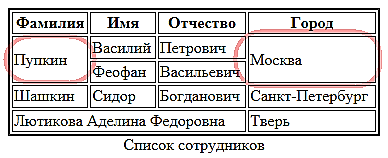 Фамилия Имя Отчество Город
Пупкин Василий Петрович Москва
Феофан Васильевич
Шашкин Сидор Богданович Санкт-Петербург
Лютикова Аделина Федоровна Тверь
Список сотрудников